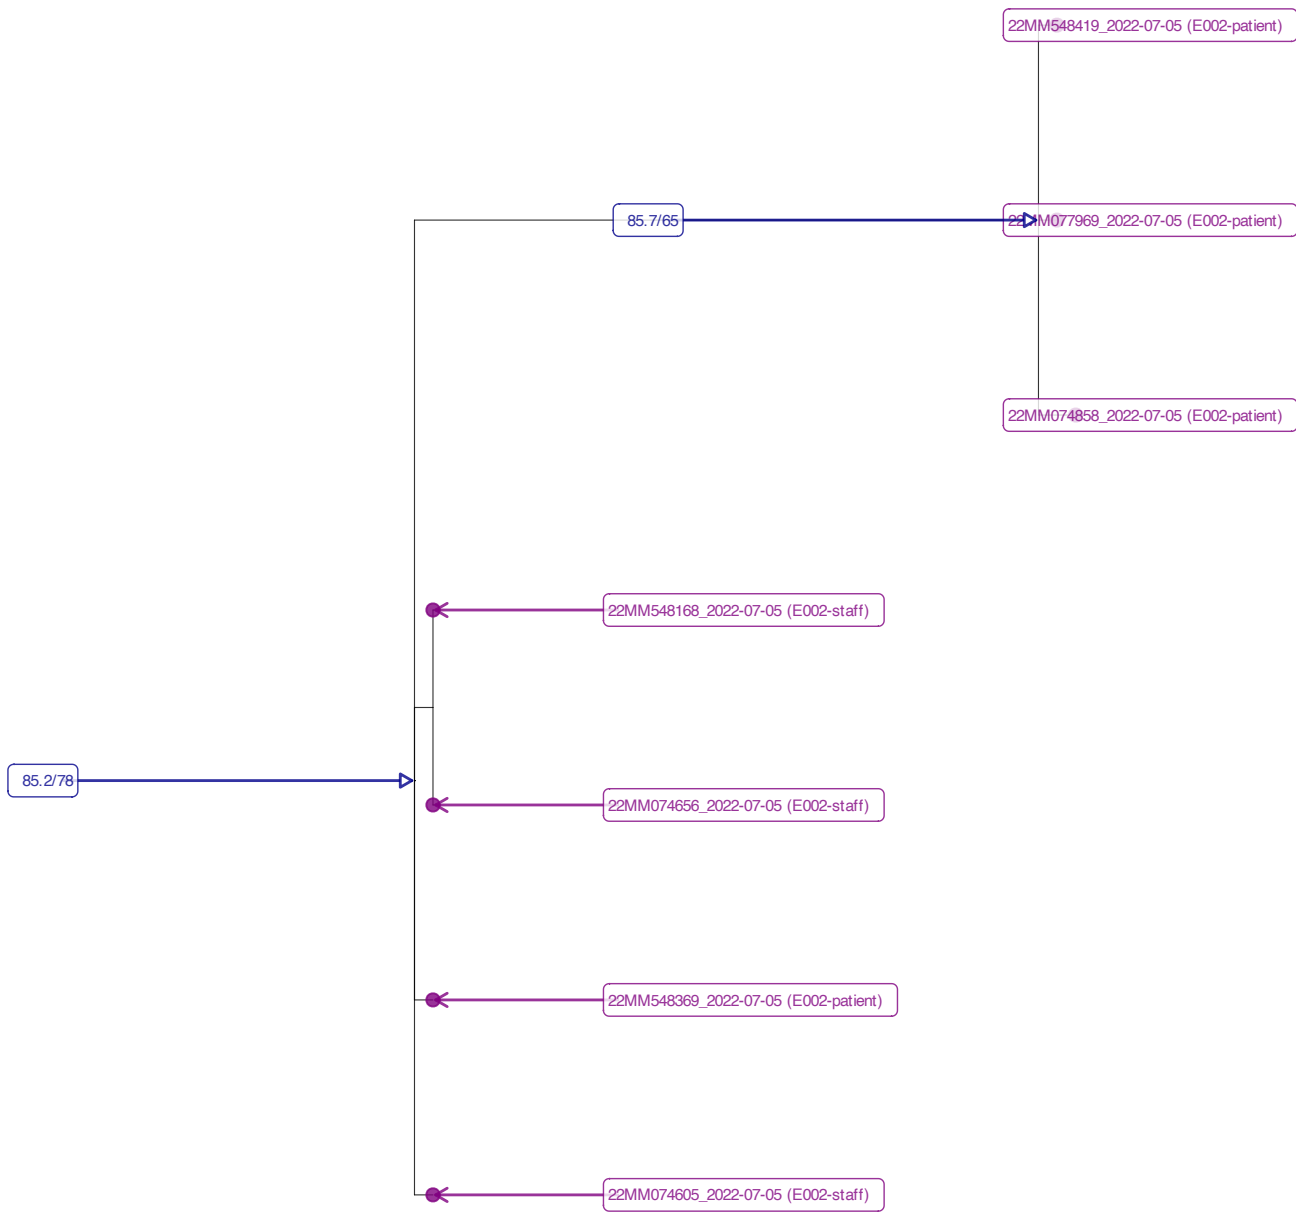 22MM548419_2022-07-05 (E002-patient)
85.7/65
22MM077969_2022-07-05 (E002-patient)
22MM074858_2022-07-05 (E002-patient)
22MM548168_2022-07-05 (E002-staff)
85.2/78
22MM074656_2022-07-05 (E002-staff)
22MM548369_2022-07-05 (E002-patient)
22MM074605_2022-07-05 (E002-staff)